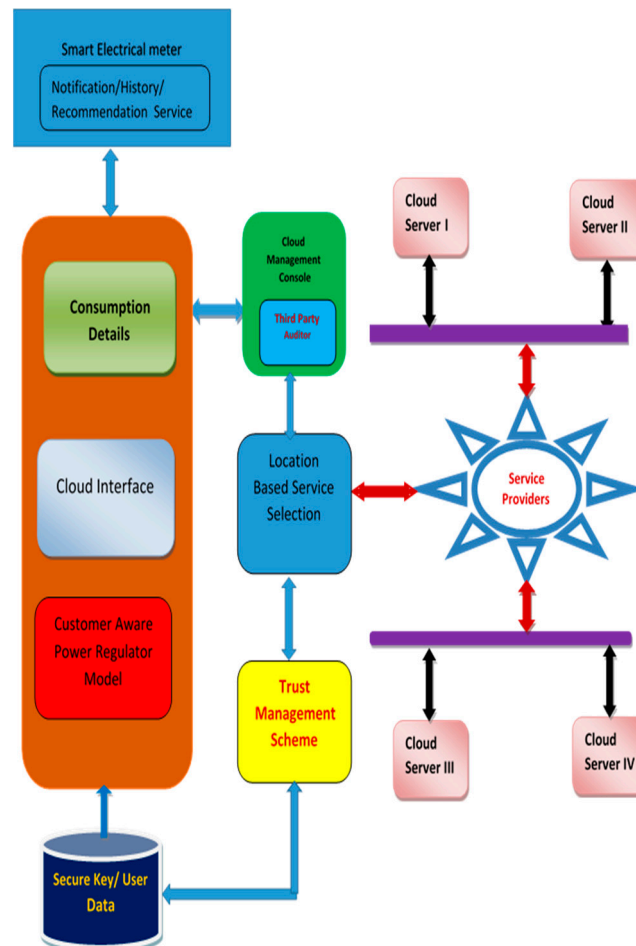 Smart Electrical meter
Notification/History/
Recommendation Service
Consumption
Details
Cloud Interface
Customer Aware
Power Regulator
Model
Secure Key/ User
Data
Cloud
Management
Console
Third Party
Auditor
Location
Based Service
Selection
Trust
Management
Scheme
Cloud
Server I
Cloud
Server II
Service
Providers
Cloud
Server III
Cloud
Server IV